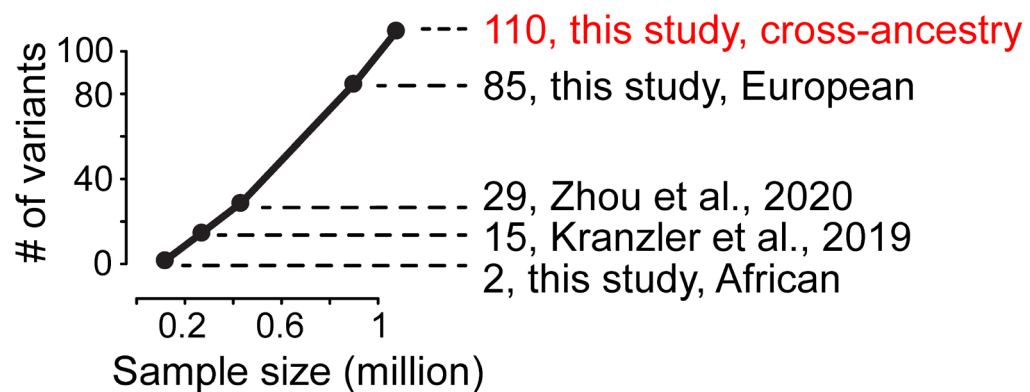 # of variants
100
80
40
0
110, this study, cross-ancestry
85, this study, European
29, Zhou et al., 2020
15, Kranzler et al., 2019
2, this study, African
0.2 0.6 1
Sample size (million)